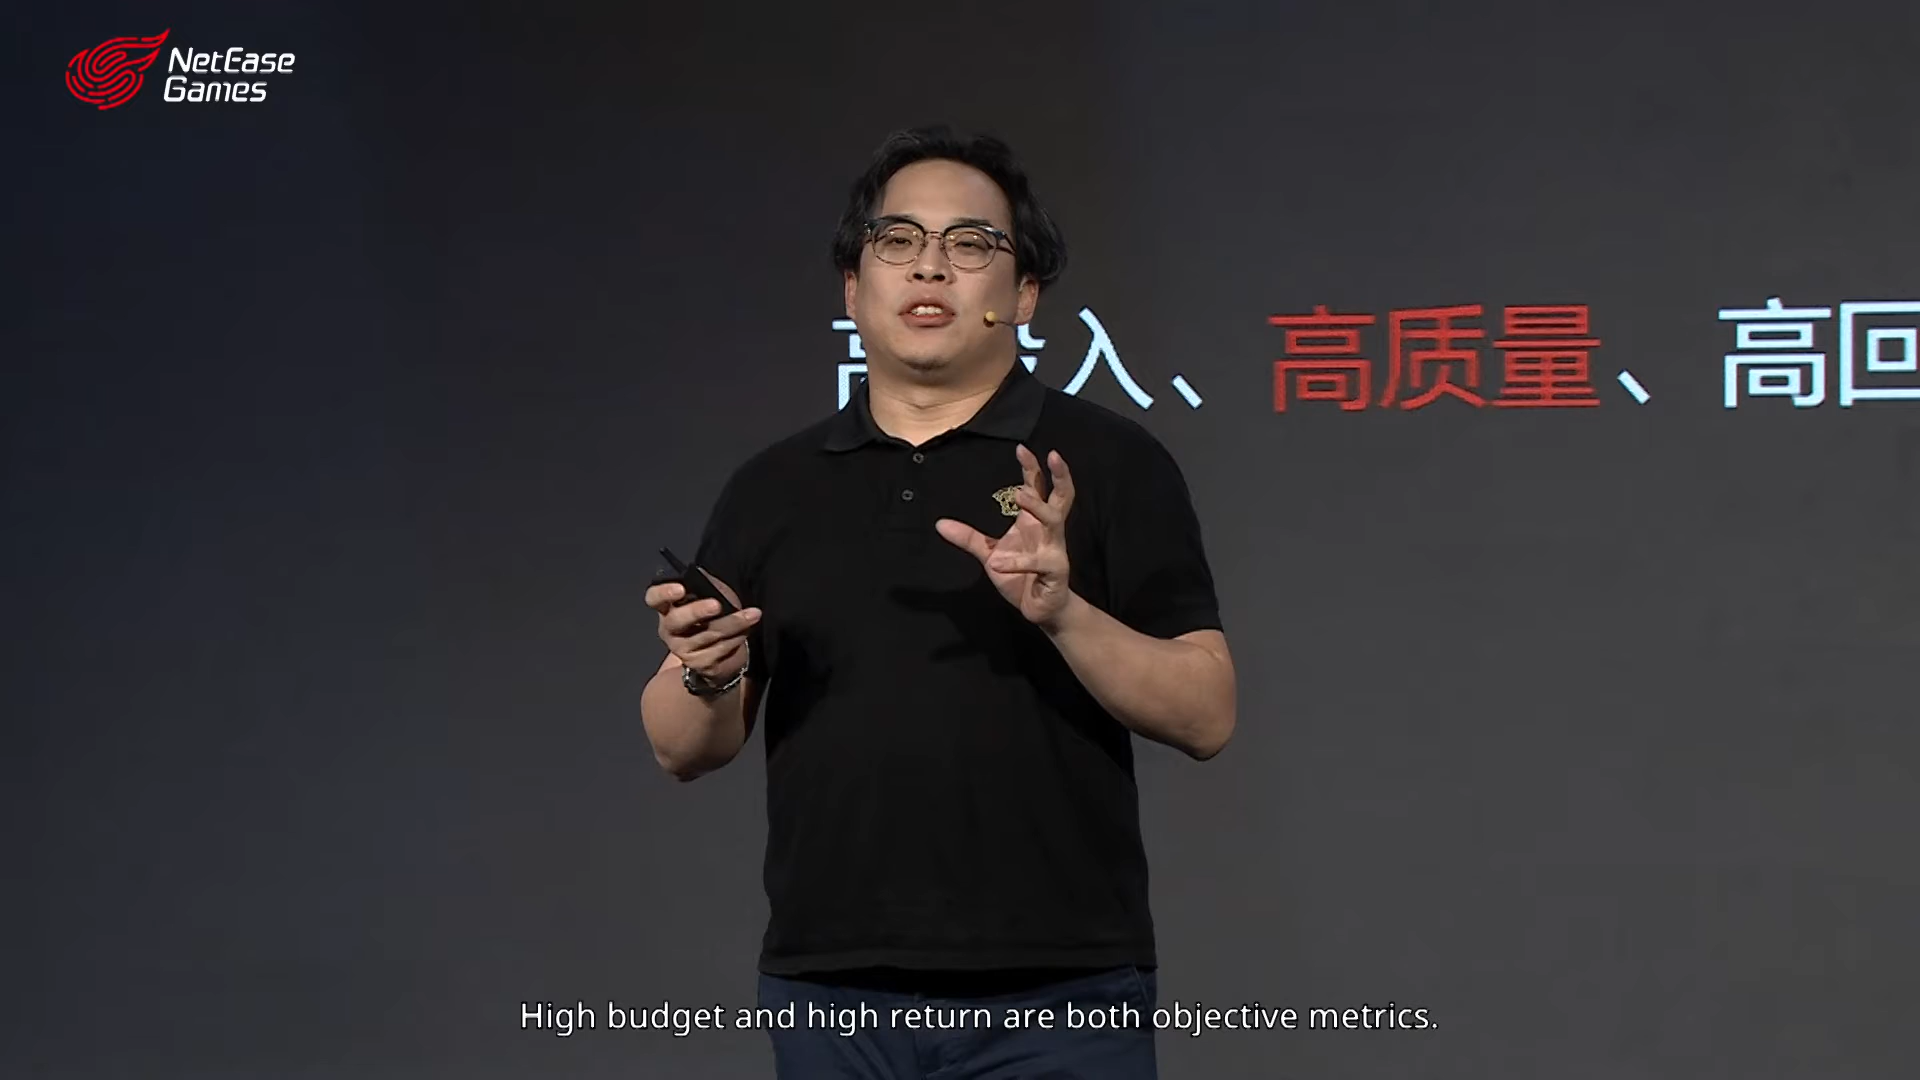 NetEase
Games
入、高质量、高回
High budget and high return are both objective metrics.